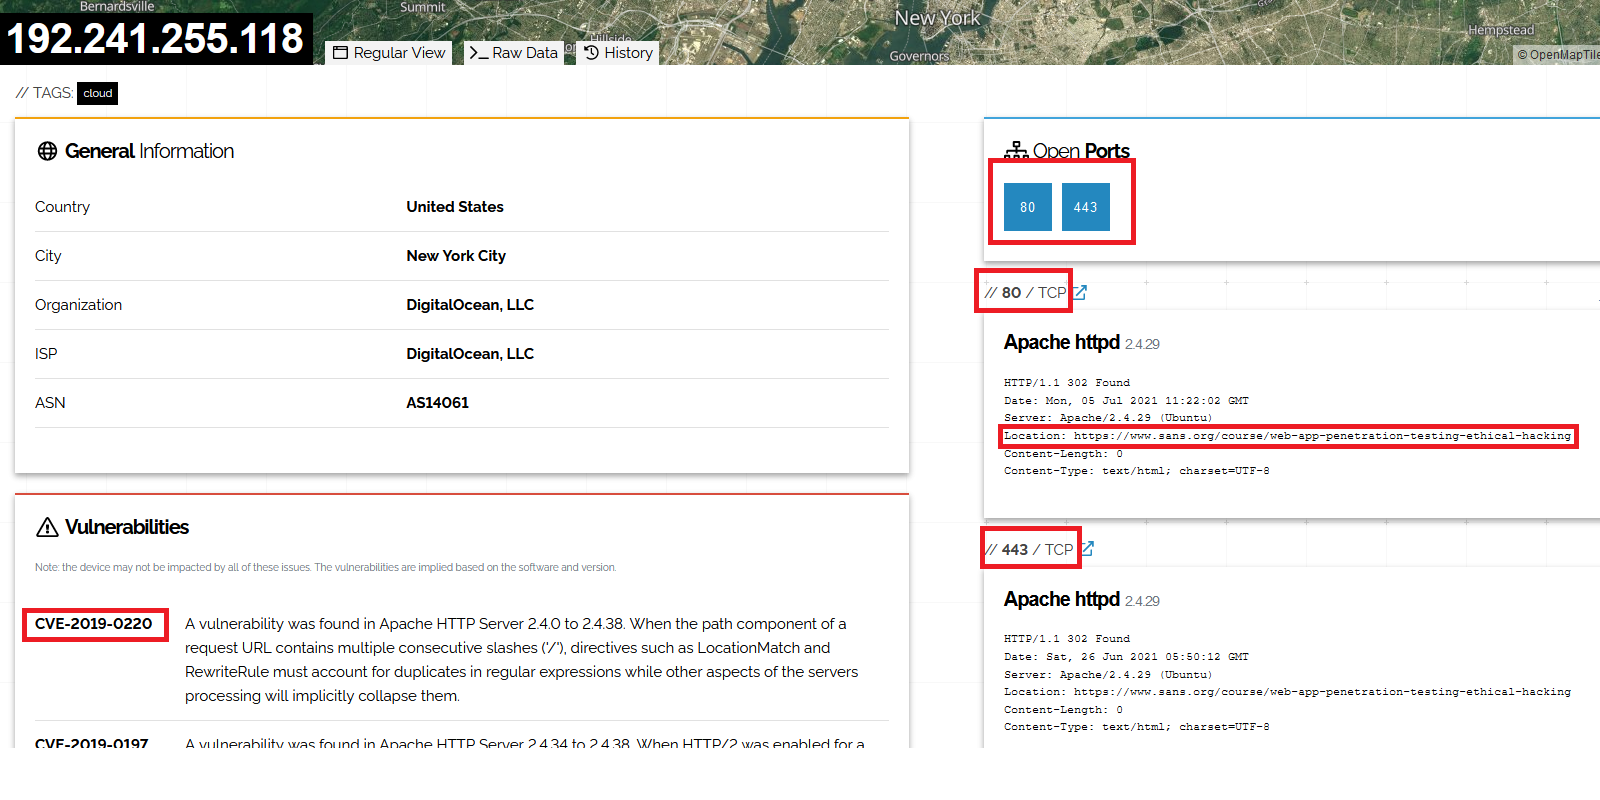 Bernardsville
Summit
New York
Hempstead
Hillside
Governors
© OpenMapTile
192.241.255.118
Regular View
Raw Data
History
// TAGS: cloud
General Information
Country United States
City New York City
Organization DigitalOcean, LLC
ISP DigitalOcean, LLC
ASN AS14061
Vulnerabilities
Note: the device may not be impacted by all of these issues. The vulnerabilities are implied based on the software and version.
CVE-2019-0220 A vulnerability was found in Apache HTTP Server 2.4.0 to 2.4.38. When the path component of a
request URL contains multiple consecutive slashes ('/'), directives such as LocationMatch and
RewriteRule must account for duplicates in regular expressions while other aspects of the servers
processing will implicitly collapse them.
CVE-2019-0197 A vulnerability was found in Apache HTTP Server 2.4.34 to 2.4.38. When HTTP/2 was enabled for a
Open Ports
80 443
// 80 / TCP
Apache httpd 2.4.29
HTTP/1.1 302 Found
Date: Mon, 05 Jul 2021 11:22:02 GMT
Server: Apache/2.4.29 (Ubuntu)
Location: https://www.sans.org/course/web-app-penetration-testing-ethical-hacking
Content-Length: 0
Content-Type: text/html; charset=UTF-8
// 443 / TCP
Apache httpd 2.4.29
HTTP/1.1 302 Found
Date: Sat, 26 Jun 2021 05:50:12 GMT
Server: Apache/2.4.29 (Ubuntu)
Location: https://www.sans.org/course/web-app-penetration-testing-ethical-hacking
Content-Length: 0
Content-Type: text/html; charset=UTF-8